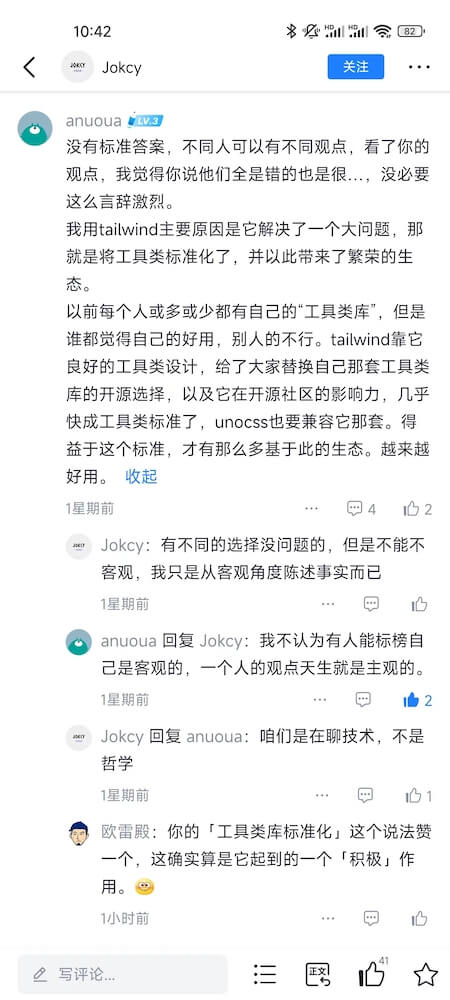 10:42
HD
HD
82
JOKCY
Jokcy
关注
anuoua LV.3
没有标准答案，不同人可以有不同观点，看了你的
观点，我觉得你说他们全是错的也是很...，没必要
这么言辞激烈。
我用tailwind主要原因是它解决了一个大问题，那
就是将工具类标准化了，并以此带来了繁荣的生
态。
以前每个人或多或少都有自己的“工具类库”，但是
谁都觉得自己的好用，别人的不行。tailwind靠它
良好的工具类设计，给了大家替换自己那套工具类
库的开源选择，以及它在开源社区的影响力，几乎
快成工具类标准了，unocss也要兼容它那套。得
益于这个标准，才有那么多基于此的生态。越来越
好用。 收起
1星期前 4 2
JOKCY
Jokcy：有不同的选择没问题的，但是不能不
客观，我只是从客观角度陈述事实而已
1星期前
anuoua 回复 Jokcy：我不认为有人能标榜自
己是客观的，一个人的观点天生就是主观的。
1星期前 2
JOKCY
Jokcy 回复 anuoua：咱们是在聊技术，不是
哲学
1星期前 1
欧雷殿：你的「工具类库标准化」这个说法赞
一个，这确实算是它起到的一个「积极」作
用。
1小时前
写评论...
正文
41